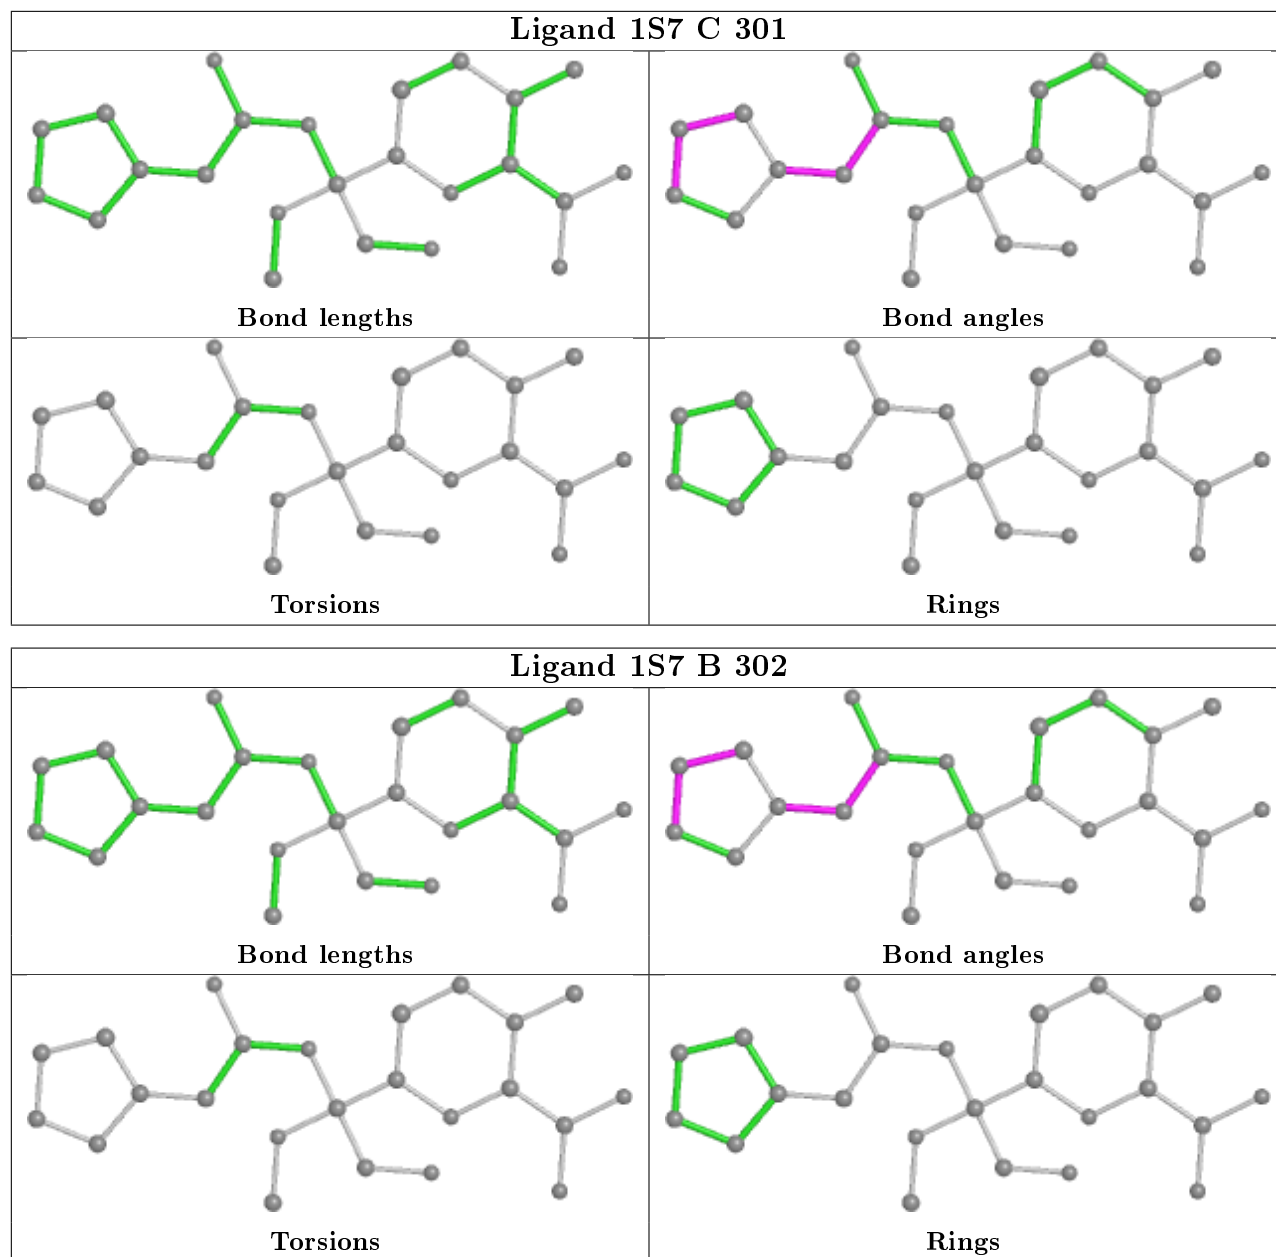 Ligand 1S7 C 301
Bond lengths
Bond angles
Torsions
Rings
Ligand 1S7 B 302
Bond lengths
Bond angles
Torsions
Rings